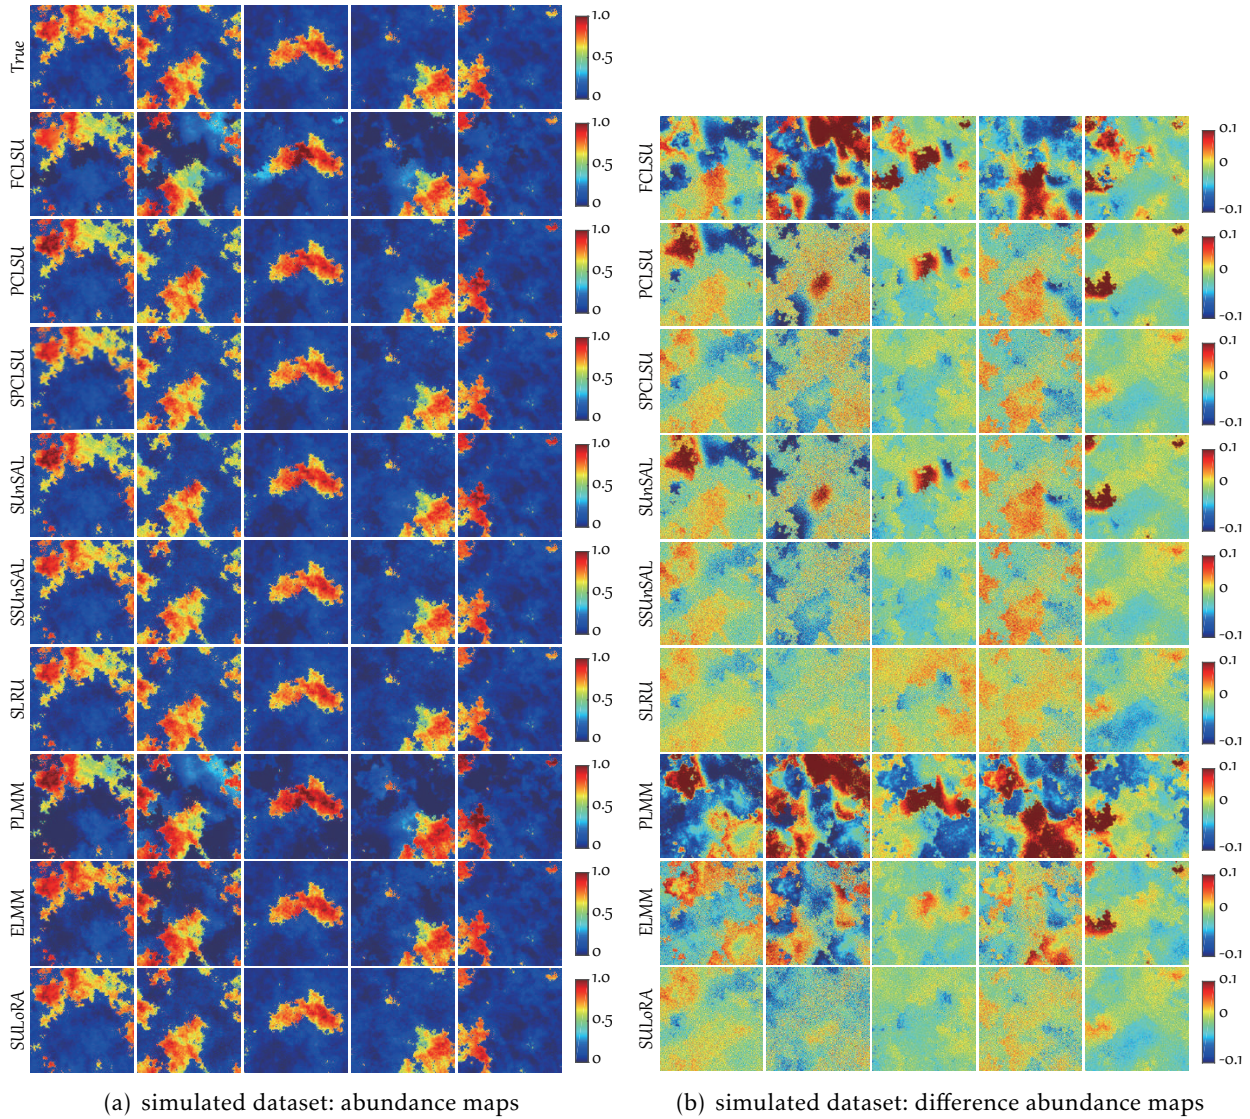 True
1.0
0.5
0
FCLSU
1.0
0.5
0
PCLSU
1.0
0.5
0
SPCLSU
1.0
0.5
0
SUnSAL
1.0
0.5
0
SSUnSAL
1.0
0.5
0
SLRU
1.0
0.5
0
PLMM
1.0
0.5
0
ELMM
1.0
0.5
0
SULoRA
1.0
0.5
0
(a) simulated dataset: abundance maps
FCLSU
0.1
0
-0.1
PCLSU
0.1
0
-0.1
SPCLSU
0.1
0
-0.1
SUnSAL
0.1
0
-0.1
SSUnSAL
0.1
0
-0.1
SLRU
0.1
0
-0.1
PLMM
0.1
0
-0.1
ELMM
0.1
0
-0.1
SULoRA
0.1
0
-0.1
(b) simulated dataset: difference abundance maps